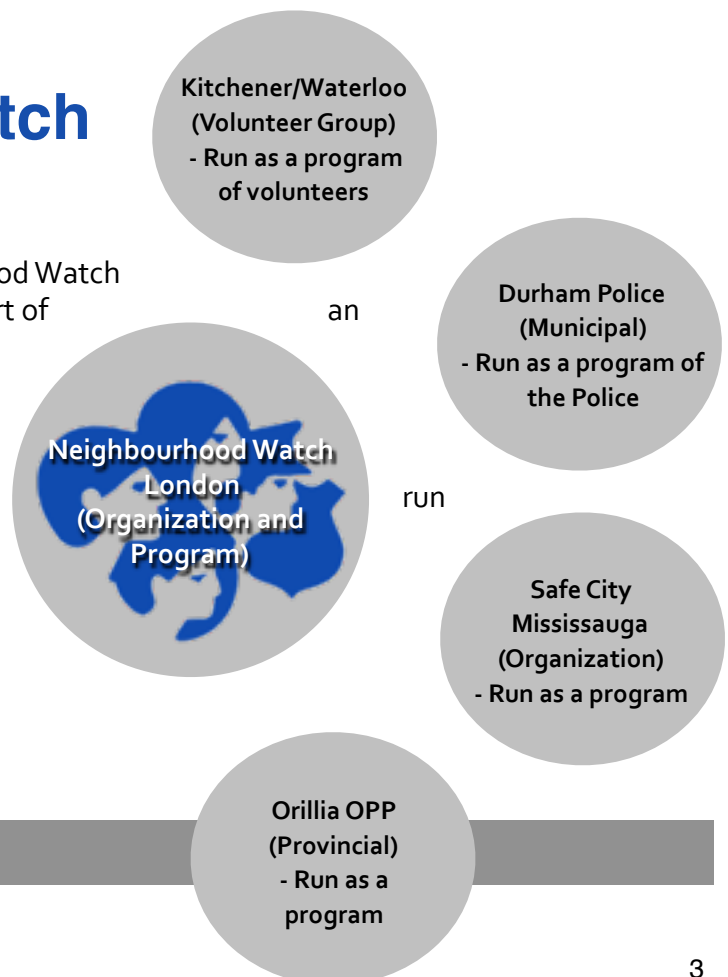 tch
Kitchener/Waterloo
(Volunteer Group)
- Run as a program
of volunteers
od Watch
rt of an
Durham Police
(Municipal)
- Run as a program of
the Police
Neighbourhood Watch
London
(Organization and
Program)
run
Safe City
Mississauga
(Organization)
- Run as a program
Orillia OPP
(Provincial)
- Run as a
program
3